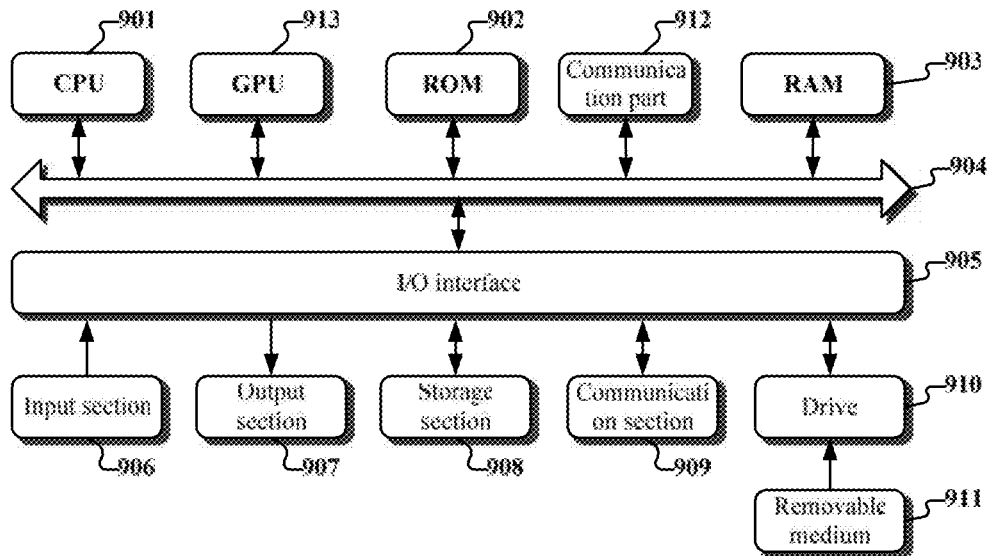 901
913
902
912
CPU
GPU
ROM
Communica
tion part
RAM
903
904
I/O interface
905
Input section
Output
section
Storage
section
Communicati
on section
Drive
910
906
907
908
909
Removable
medium
911